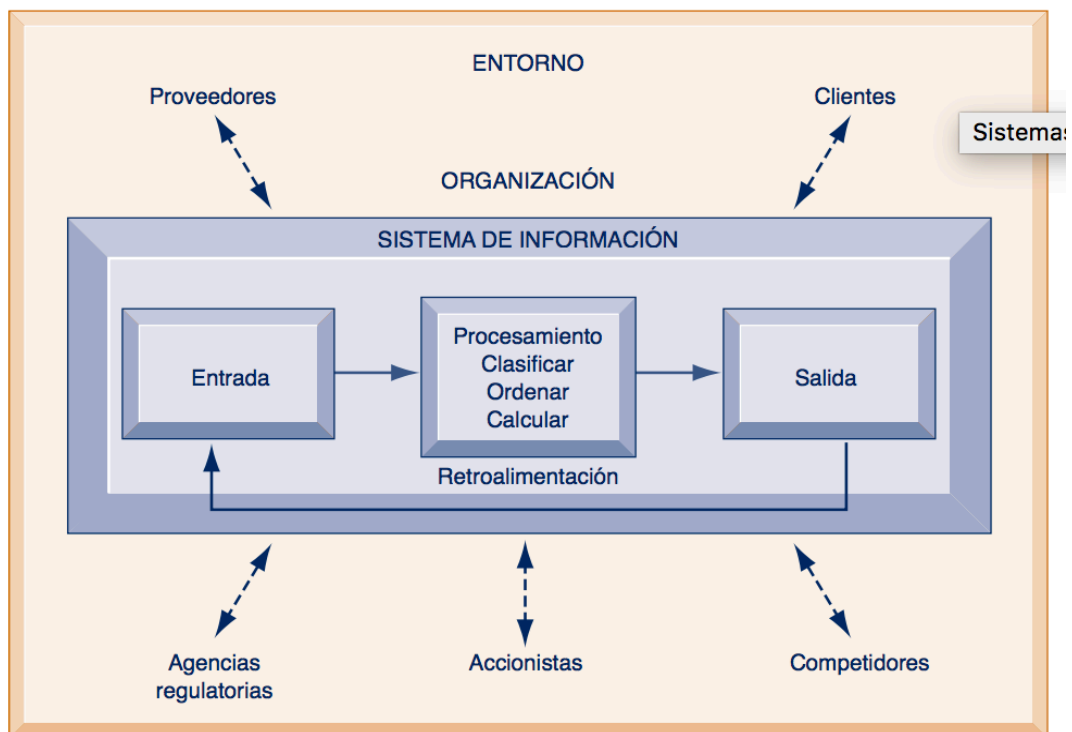 ENTORNO
Proveedores
Clientes
Sistemas
ORGANIZACIÓN
SISTEMA DE INFORMACIÓN
Entrada
Procesamiento
Clasificar
Ordenar
Calcular
Salida
Retroalimentación
Agencias
regulatorias
Accionistas
Competidores